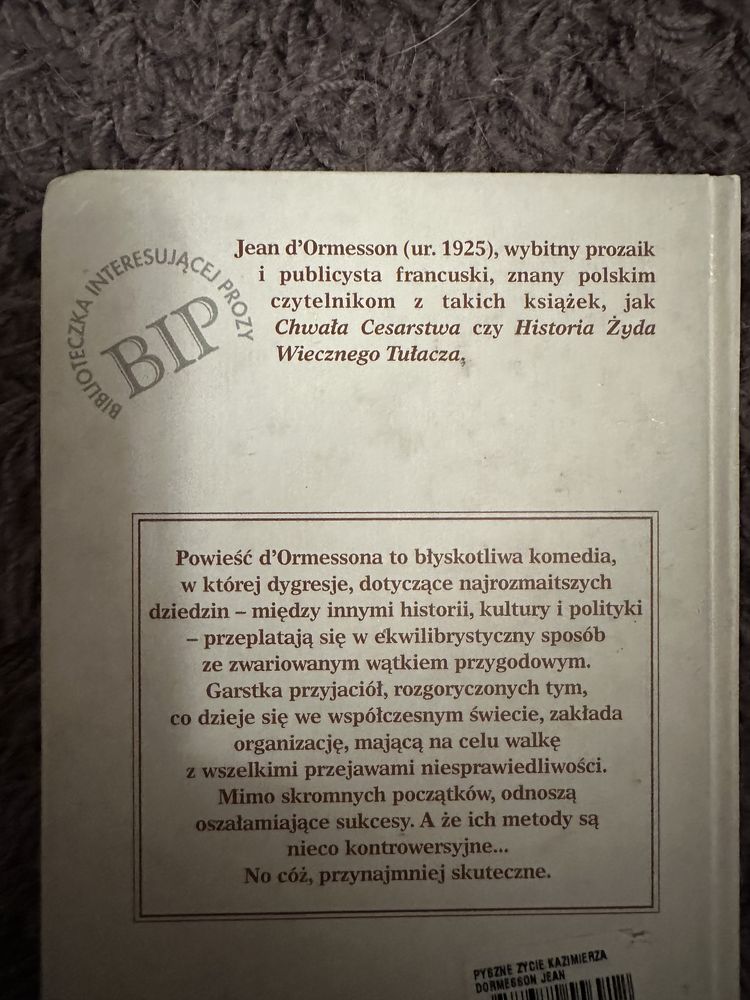 BIBLIOTECZKA INTERESUJĄCEJ PROZY
BIP
Jean d'Ormesson (ur. 1925), wybitny prozaik
i publicysta francuski, znany polskim
czytelnikom z takich książek, jak
Chwała Cesarstwa czy Historia Żyda
Wiecznego Tułacza,
Powieść d'Ormessona to błyskotliwa komedia,
w której dygresje, dotyczące najrozmaitszych
dziedzin – między innymi historii, kultury i polityki
– przeplatają się w ekwilibrystyczny sposób
ze zwariowanym wątkiem przygodowym.
Garstka przyjaciół, rozgoryczonych tym,
co dzieje się we współczesnym świecie, zakłada
organizację, mającą na celu walkę
z wszelkimi przejawami niesprawiedliwości.
Mimo skromnych początków, odnoszą
oszałamiające sukcesy. A że ich metody są
nieco kontrowersyjne...
No cóż, przynajmniej skuteczne.
PYSZNE ŻYCIE KAZIMIERZA
DORMESSON JEAN